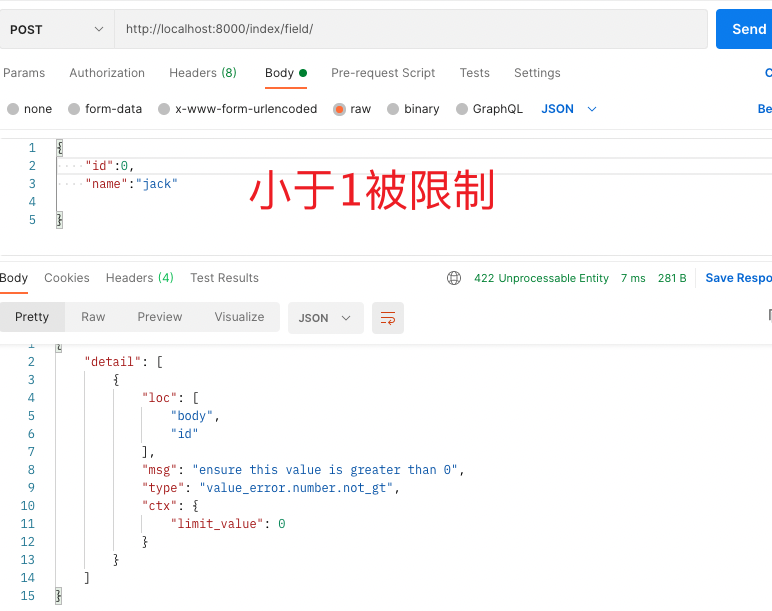 POST http://localhost:8000/index/field/ Send
Params Authorization Headers (8) Body Pre-request Script Tests Settings C
none form-data x-www-form-urlencoded raw binary GraphQL JSON Be
1 {
2 "id":0,
3 "name":"jack"
4
5 }
小于1被限制
Body Cookies Headers (4) Test Results 422 Unprocessable Entity 7 ms 281 B Save Respo
Pretty Raw Preview Visualize JSON
1 {
2 "detail": [
3 {
4 "loc": [
5 "body",
6 "id"
7 ],
8 "msg": "ensure this value is greater than 0",
9 "type": "value_error.number.not_gt",
10 "ctx": {
11 "limit_value": 0
12 }
13 }
14 ]
15 }